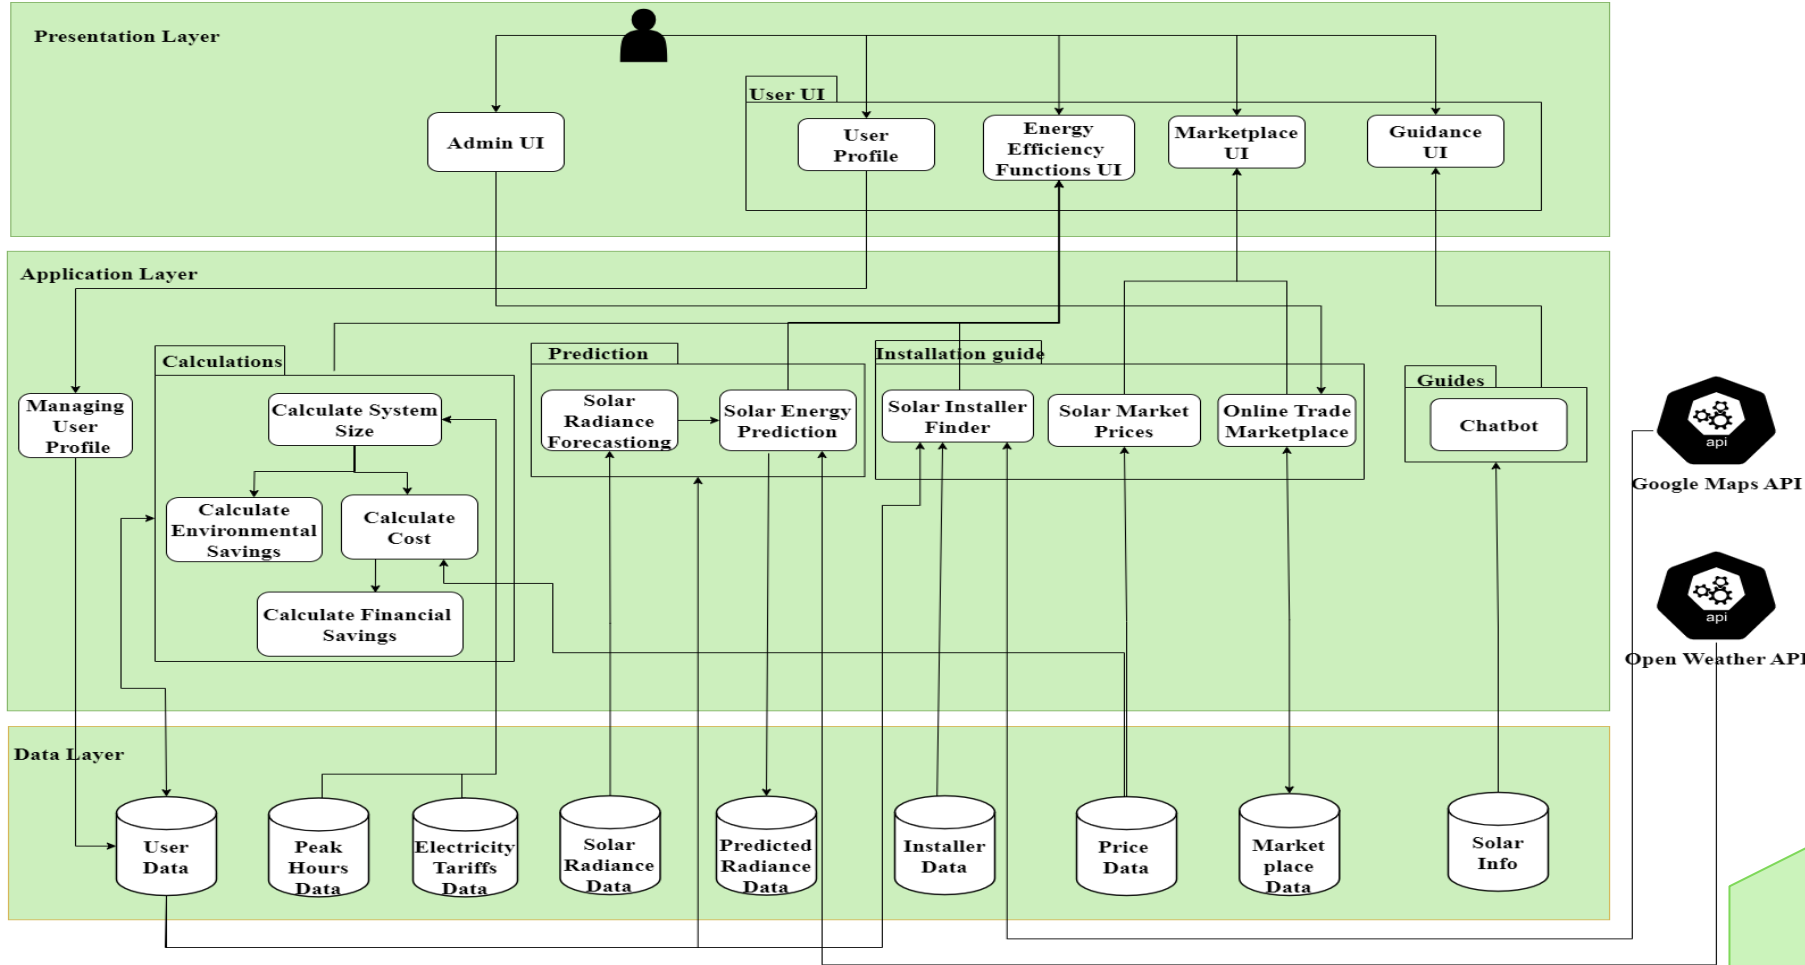 Presentation Layer
User UI
Admin UI
User
Profile
Energy
Efficiency
Functions UI
Marketplace
UI
Guidance
UI
Application Layer
Calculations
Prediction
Installation guide
Guides
Managing
User
Profile
Calculate System
Size
Solar
Radiance
Forecastiong
Solar Energy
Prediction
Solar Installer
Finder
Solar Market
Prices
Online Trade
Marketplace
Chatbot
api
Google Maps API
Calculate
Environmental
Savings
Calculate
Cost
Calculate Financial
Savings
api
Open Weather API
Data Layer
User
Data
Peak
Hours
Data
Electricity
Tariffs
Data
Solar
Radiance
Data
Predicted
Radiance
Data
Installer
Data
Price
Data
Market
place
Data
Solar
Info